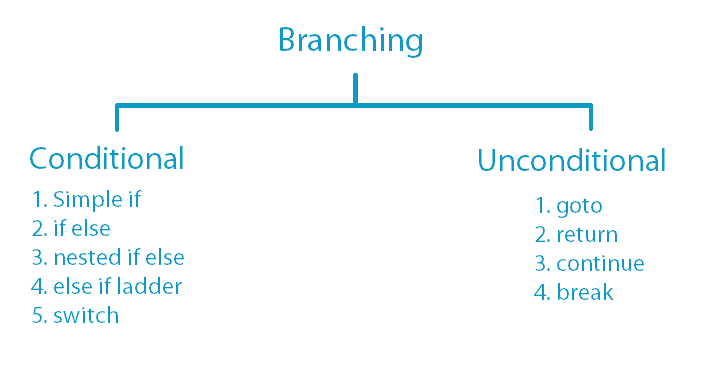 Branching
Conditional
1. Simple if
2. if else
3. nested if else
4. else if ladder
5. switch
Unconditional
1. goto
2. return
3. continue
4. break